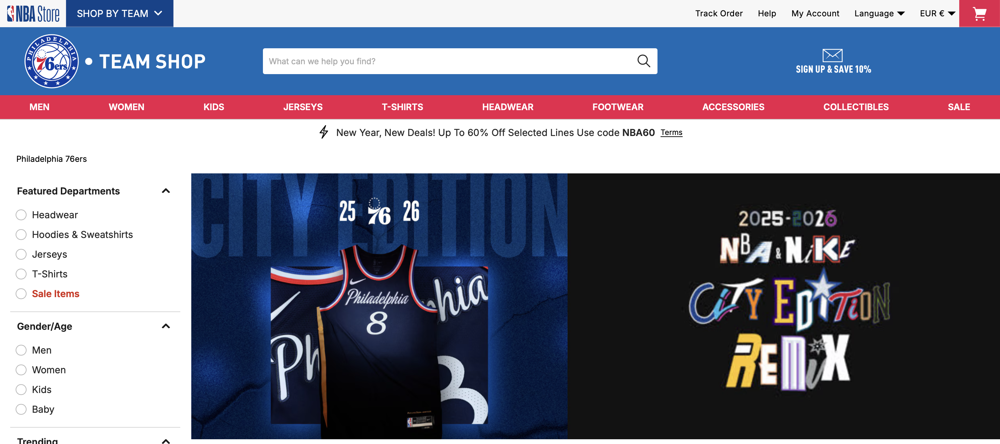 NBA Store
SHOP BY TEAM
Track Order
Help
My Account
Language
EUR €
PHILADELPHIA
76ers
TEAM SHOP
What can we help you find?
SIGN UP & SAVE 10%
MEN
WOMEN
KIDS
JERSEYS
T-SHIRTS
HEADWEAR
FOOTWEAR
ACCESSORIES
COLLECTIBLES
SALE
New Year, New Deals! Up To 60% Off Selected Lines Use code NBA60 Terms
Philadelphia 76ers
Featured Departments
Headwear
Hoodies & Sweatshirts
Jerseys
T-Shirts
Sale Items
Gender/Age
Men
Women
Kids
Baby
Trending
CITY EDITION
25 76 26
Philadelphia
8
phia
Ph
2025-2026
NBA & NiKE
CiTY EDITiON
REMiX